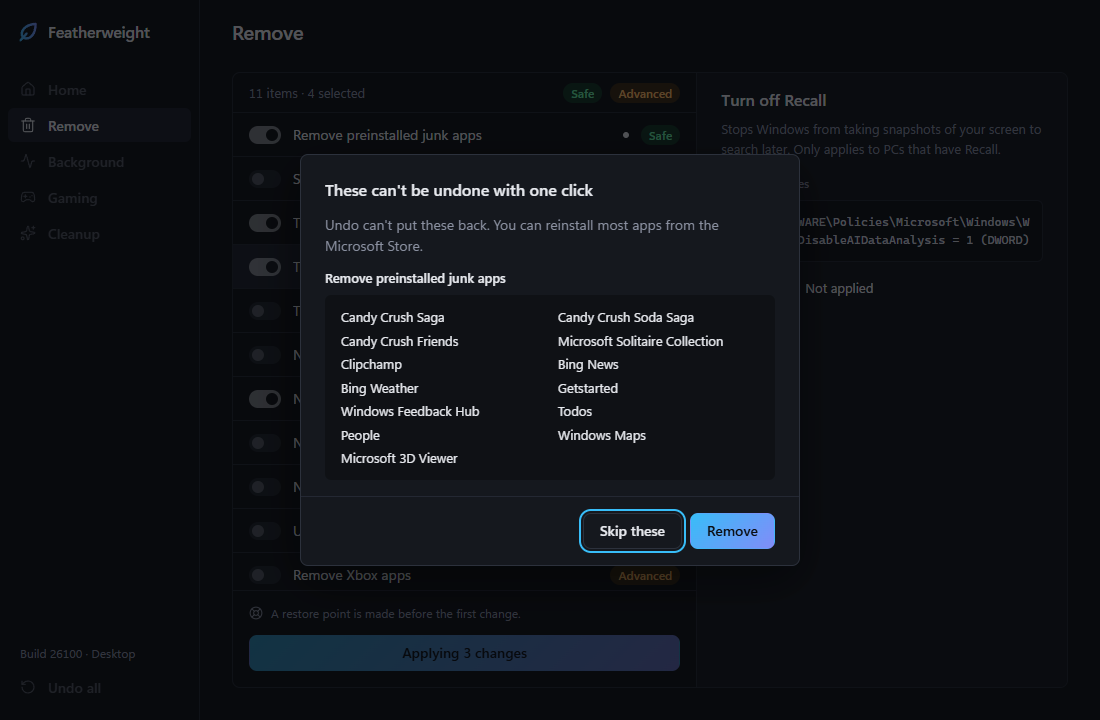 Featherweight
Home
Remove
Background
Gaming
Cleanup
Build 26100 · Desktop
Undo all
Remove
11 items · 4 selected
Safe
Advanced
Remove preinstalled junk apps
Safe
Remove Xbox apps
Advanced
A restore point is made before the first change.
Applying 3 changes
Turn off Recall
Stops Windows from taking snapshots of your screen to
search later. Only applies to PCs that have Recall.
WARE\Policies\Microsoft\Windows\W
DisableAIDataAnalysis = 1 (DWORD)
Not applied
These can't be undone with one click
Undo can't put these back. You can reinstall most apps from the
Microsoft Store.
Remove preinstalled junk apps
Candy Crush Saga
Candy Crush Soda Saga
Candy Crush Friends
Microsoft Solitaire Collection
Clipchamp
Bing News
Bing Weather
Getstarted
Windows Feedback Hub
Todos
People
Windows Maps
Microsoft 3D Viewer
Skip these
Remove